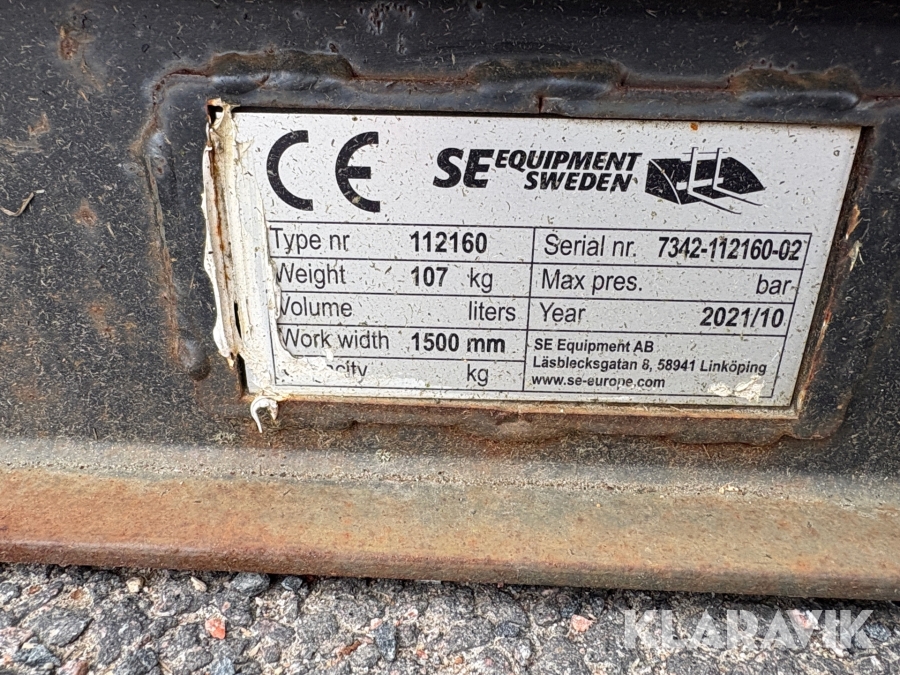 CE
SE EQUIPMENT
SWEDEN
Type nr 112160 Serial nr. 7342-112160-02
Weight 107 kg Max pres. bar
Volume liters Year 2021/10
Work width 1500 mm SE Equipment AB
Läsblecksgatan 8, 58941 Linköping
kg www.se-europe.com
KLARAVIK